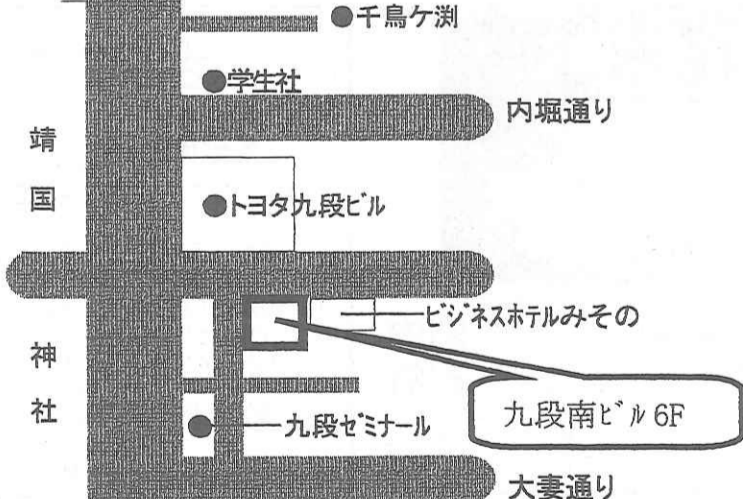 ●千鳥ケ渕
●学生社
内堀通り
靖国
●トヨタ九段ビル
ビジネスホテルみその
神社
九段南ビル 6F
●九段ゼミナール
大妻通り